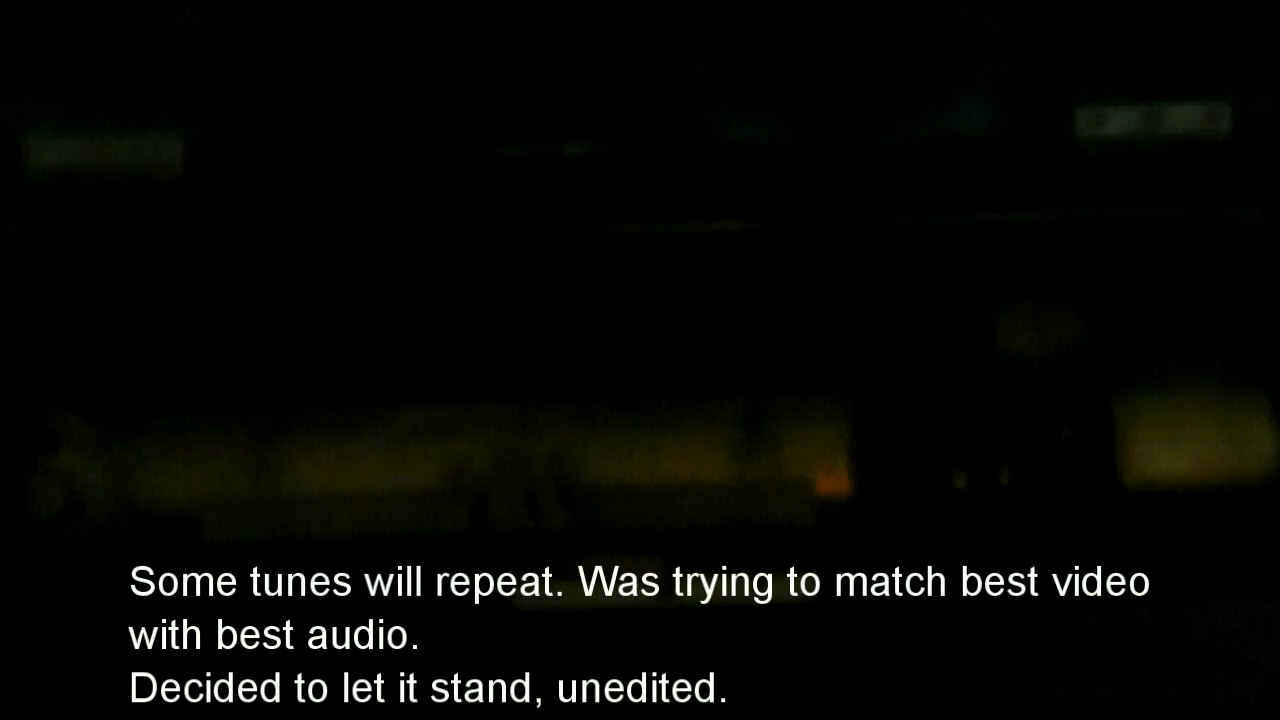 Some tunes will repeat. Was trying to match best video
with best audio.
Decided to let it stand, unedited.